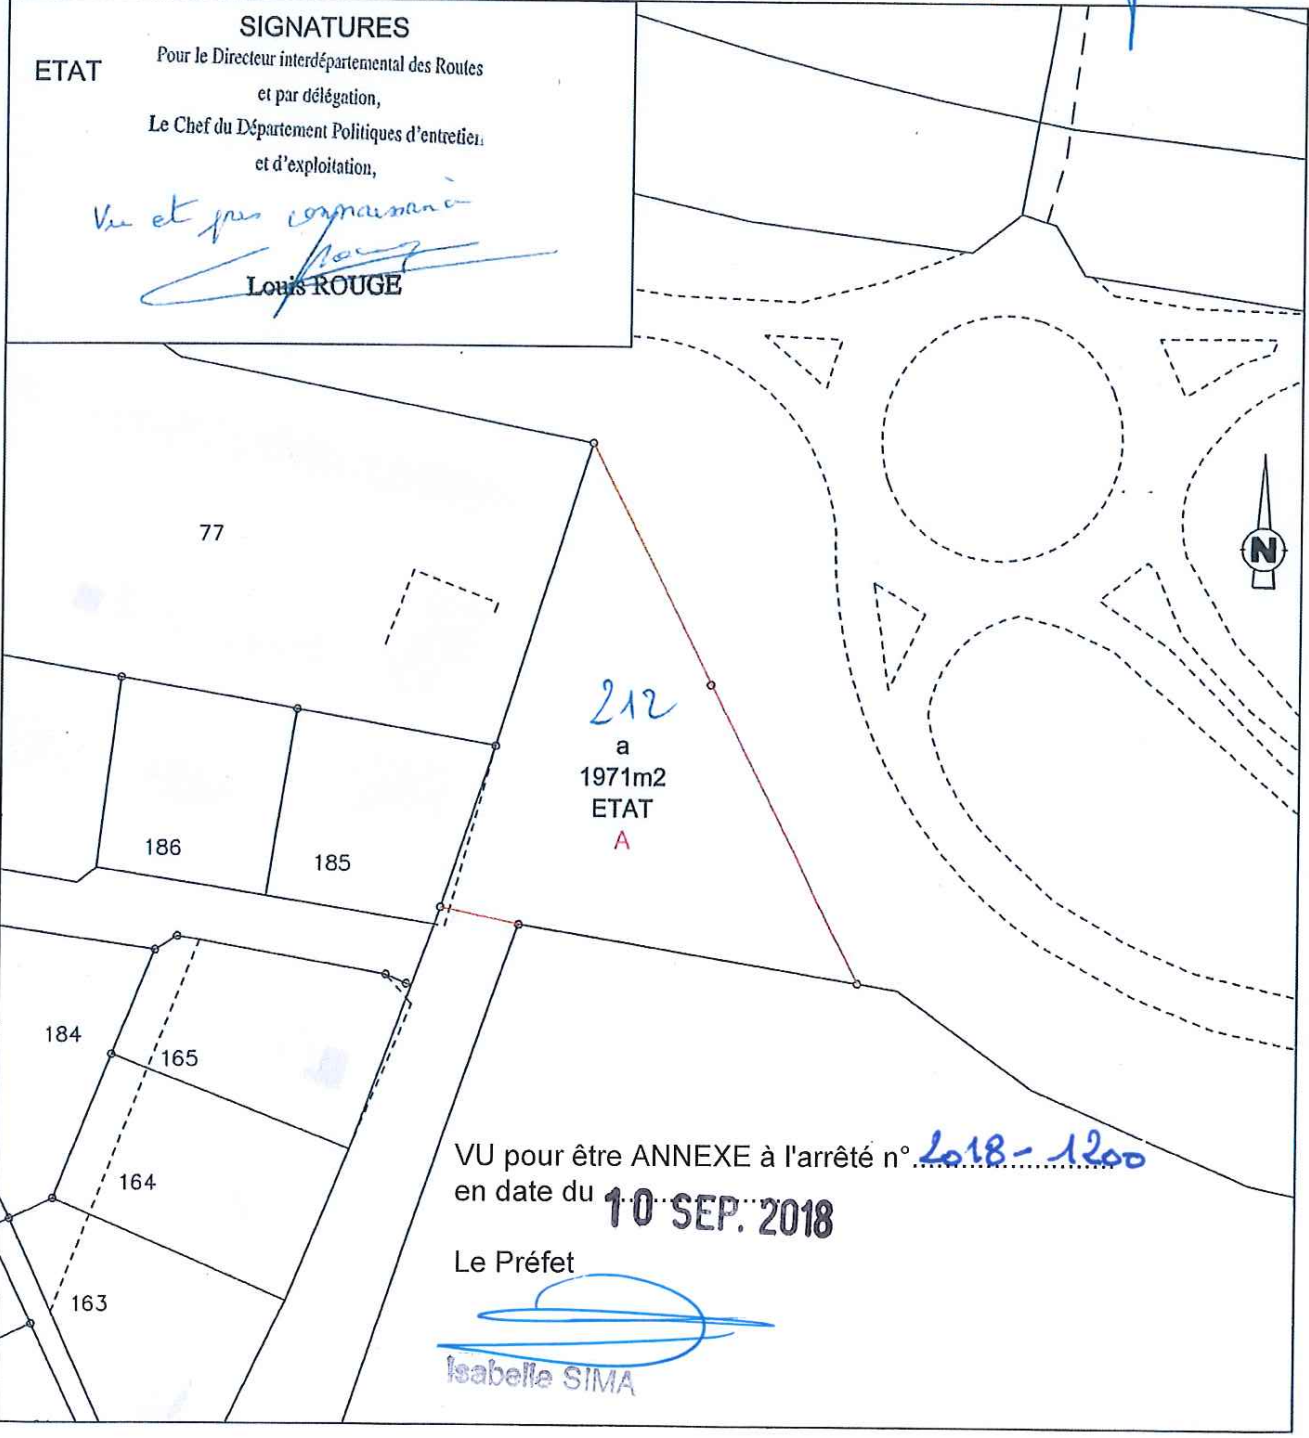 SIGNATURES
ETAT
Pour le Directeur interdépartemental des Routes
et par délégation,
Le Chef du Département Politiques d'entretien
et d'exploitation,
Vu et pris connaissance
Louis ROUGE
77
N
212
a
1971m2
ETAT
A
186
185
184
165
164
163
VU pour être ANNEXE à l'arrêté n° 2018-1200
en date du 10 SEP. 2018
Le Préfet
Isabelle SIMA